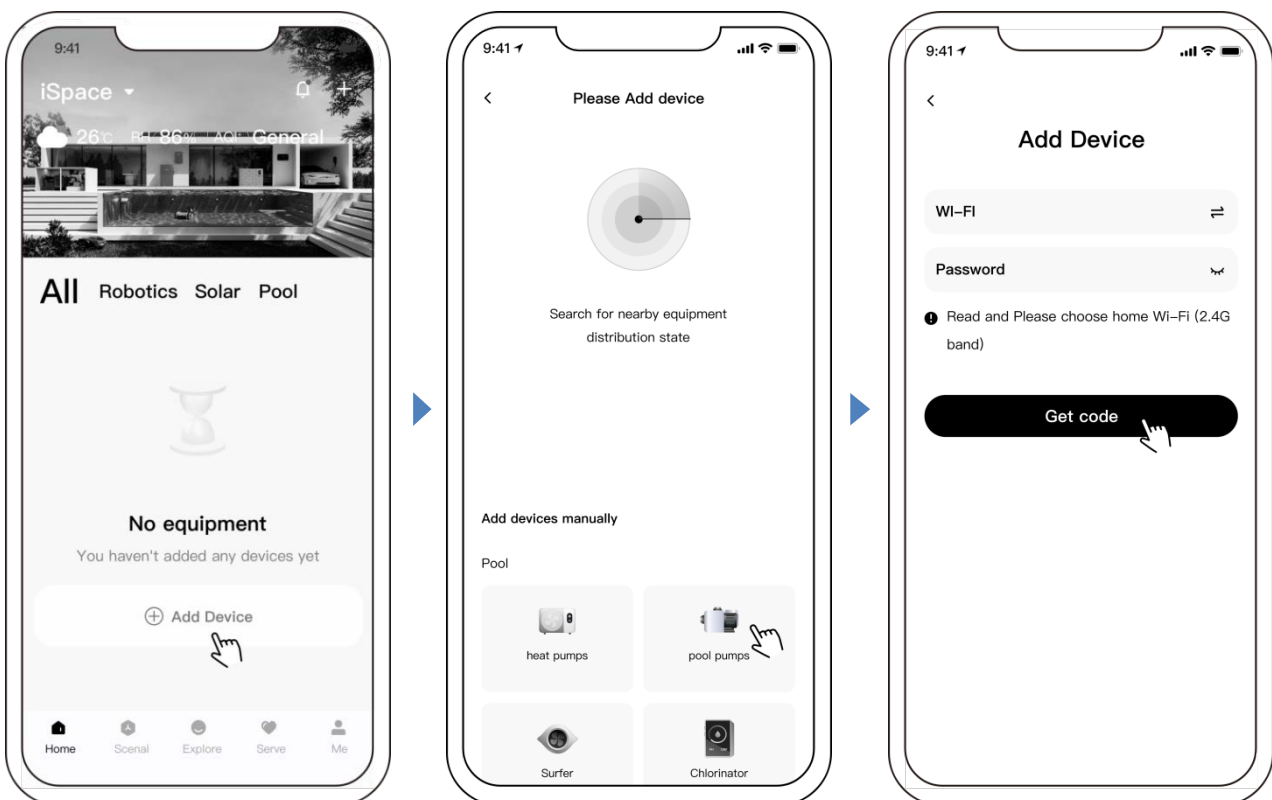 9:41
iSpace
26°C RH 86% AQI General
All Robotics Solar Pool
No equipment
You haven't added any devices yet
Add Device
Home Scenal Explore Serve Me
9:41
Please Add device
Search for nearby equipment
distribution state
Add devices manually
Pool
heat pumps pool pumps
Surfer Chlorinator
9:41
Add Device
WI-FI
Password
Read and Please choose home Wi-Fi (2.4G
band)
Get code